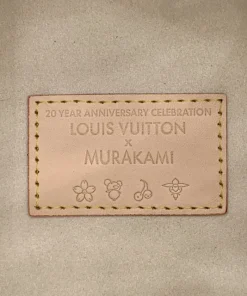 20 YEAR ANNIVERSARY CELEBRATION
LOUIS VUITTON
x
MURAKAMI